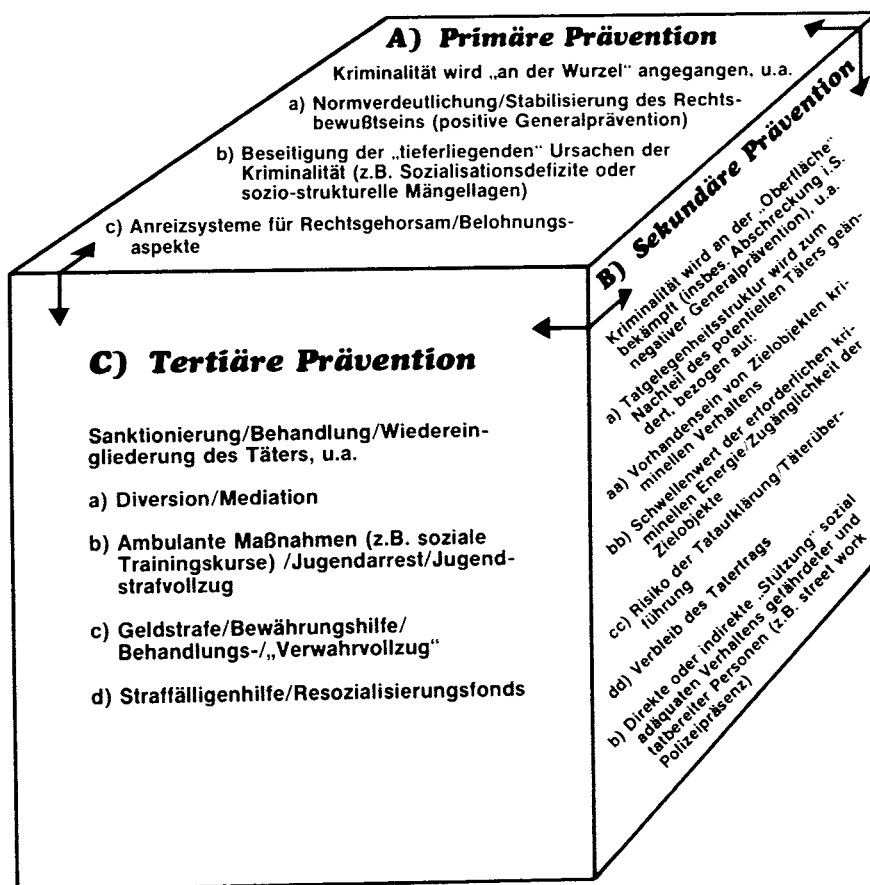 A) Primäre Prävention
Kriminalität wird „an der Wurzel“ angegangen, u.a.
a) Normverdeutlichung/Stabilisierung des Rechts-
bewußtseins (positive Generalprävention)
b) Beseitigung der „tieferliegenden“ Ursachen der
Kriminalität (z.B. Sozialisationsdefizite oder
sozio-strukturelle Mängellagen)
c) Anreizsysteme für Rechtsgehorsam/Belohnungs-
aspekte
B) Sekundäre Prävention
Kriminalität wird an der „Oberfläche“
bekämpft (insbes. Abschreckung i.S.
negativer Generalprävention), u.a.
a) Tatgelegenheitsstruktur wird zum
Nachteil des potentiellen Täters geän-
dert, bezogen auf:
aa) Vorhandensein von Zielobjekten kri-
minellen Verhaltens
bb) Schwellenwert der erforderlichen kri-
minellen Energie/Zugänglichkeit der
Zielobjekte
cc) Risiko der Tataufklärung/Täterüber-
führung
dd) Verbleib des Tatertrags
b) Direkte oder indirekte „Stützung“ sozial
adäquaten Verhaltens gefährdeter und
tatbereiter Personen (z.B. street work
Polizeipräsenz)
C) Tertiäre Prävention
Sanktionierung/Behandlung/Wiederein-
gliederung des Täters, u.a.
a) Diversion/Mediation
b) Ambulante Maßnahmen (z.B. soziale
Trainingskurse) /Jugendarrest/Jugend-
strafvollzug
c) Geldstrafe/Bewährungshilfe/
Behandlungs-/„Verwahrvollzug“
d) Straffälligenhilfe/Resozialisierungsfonds